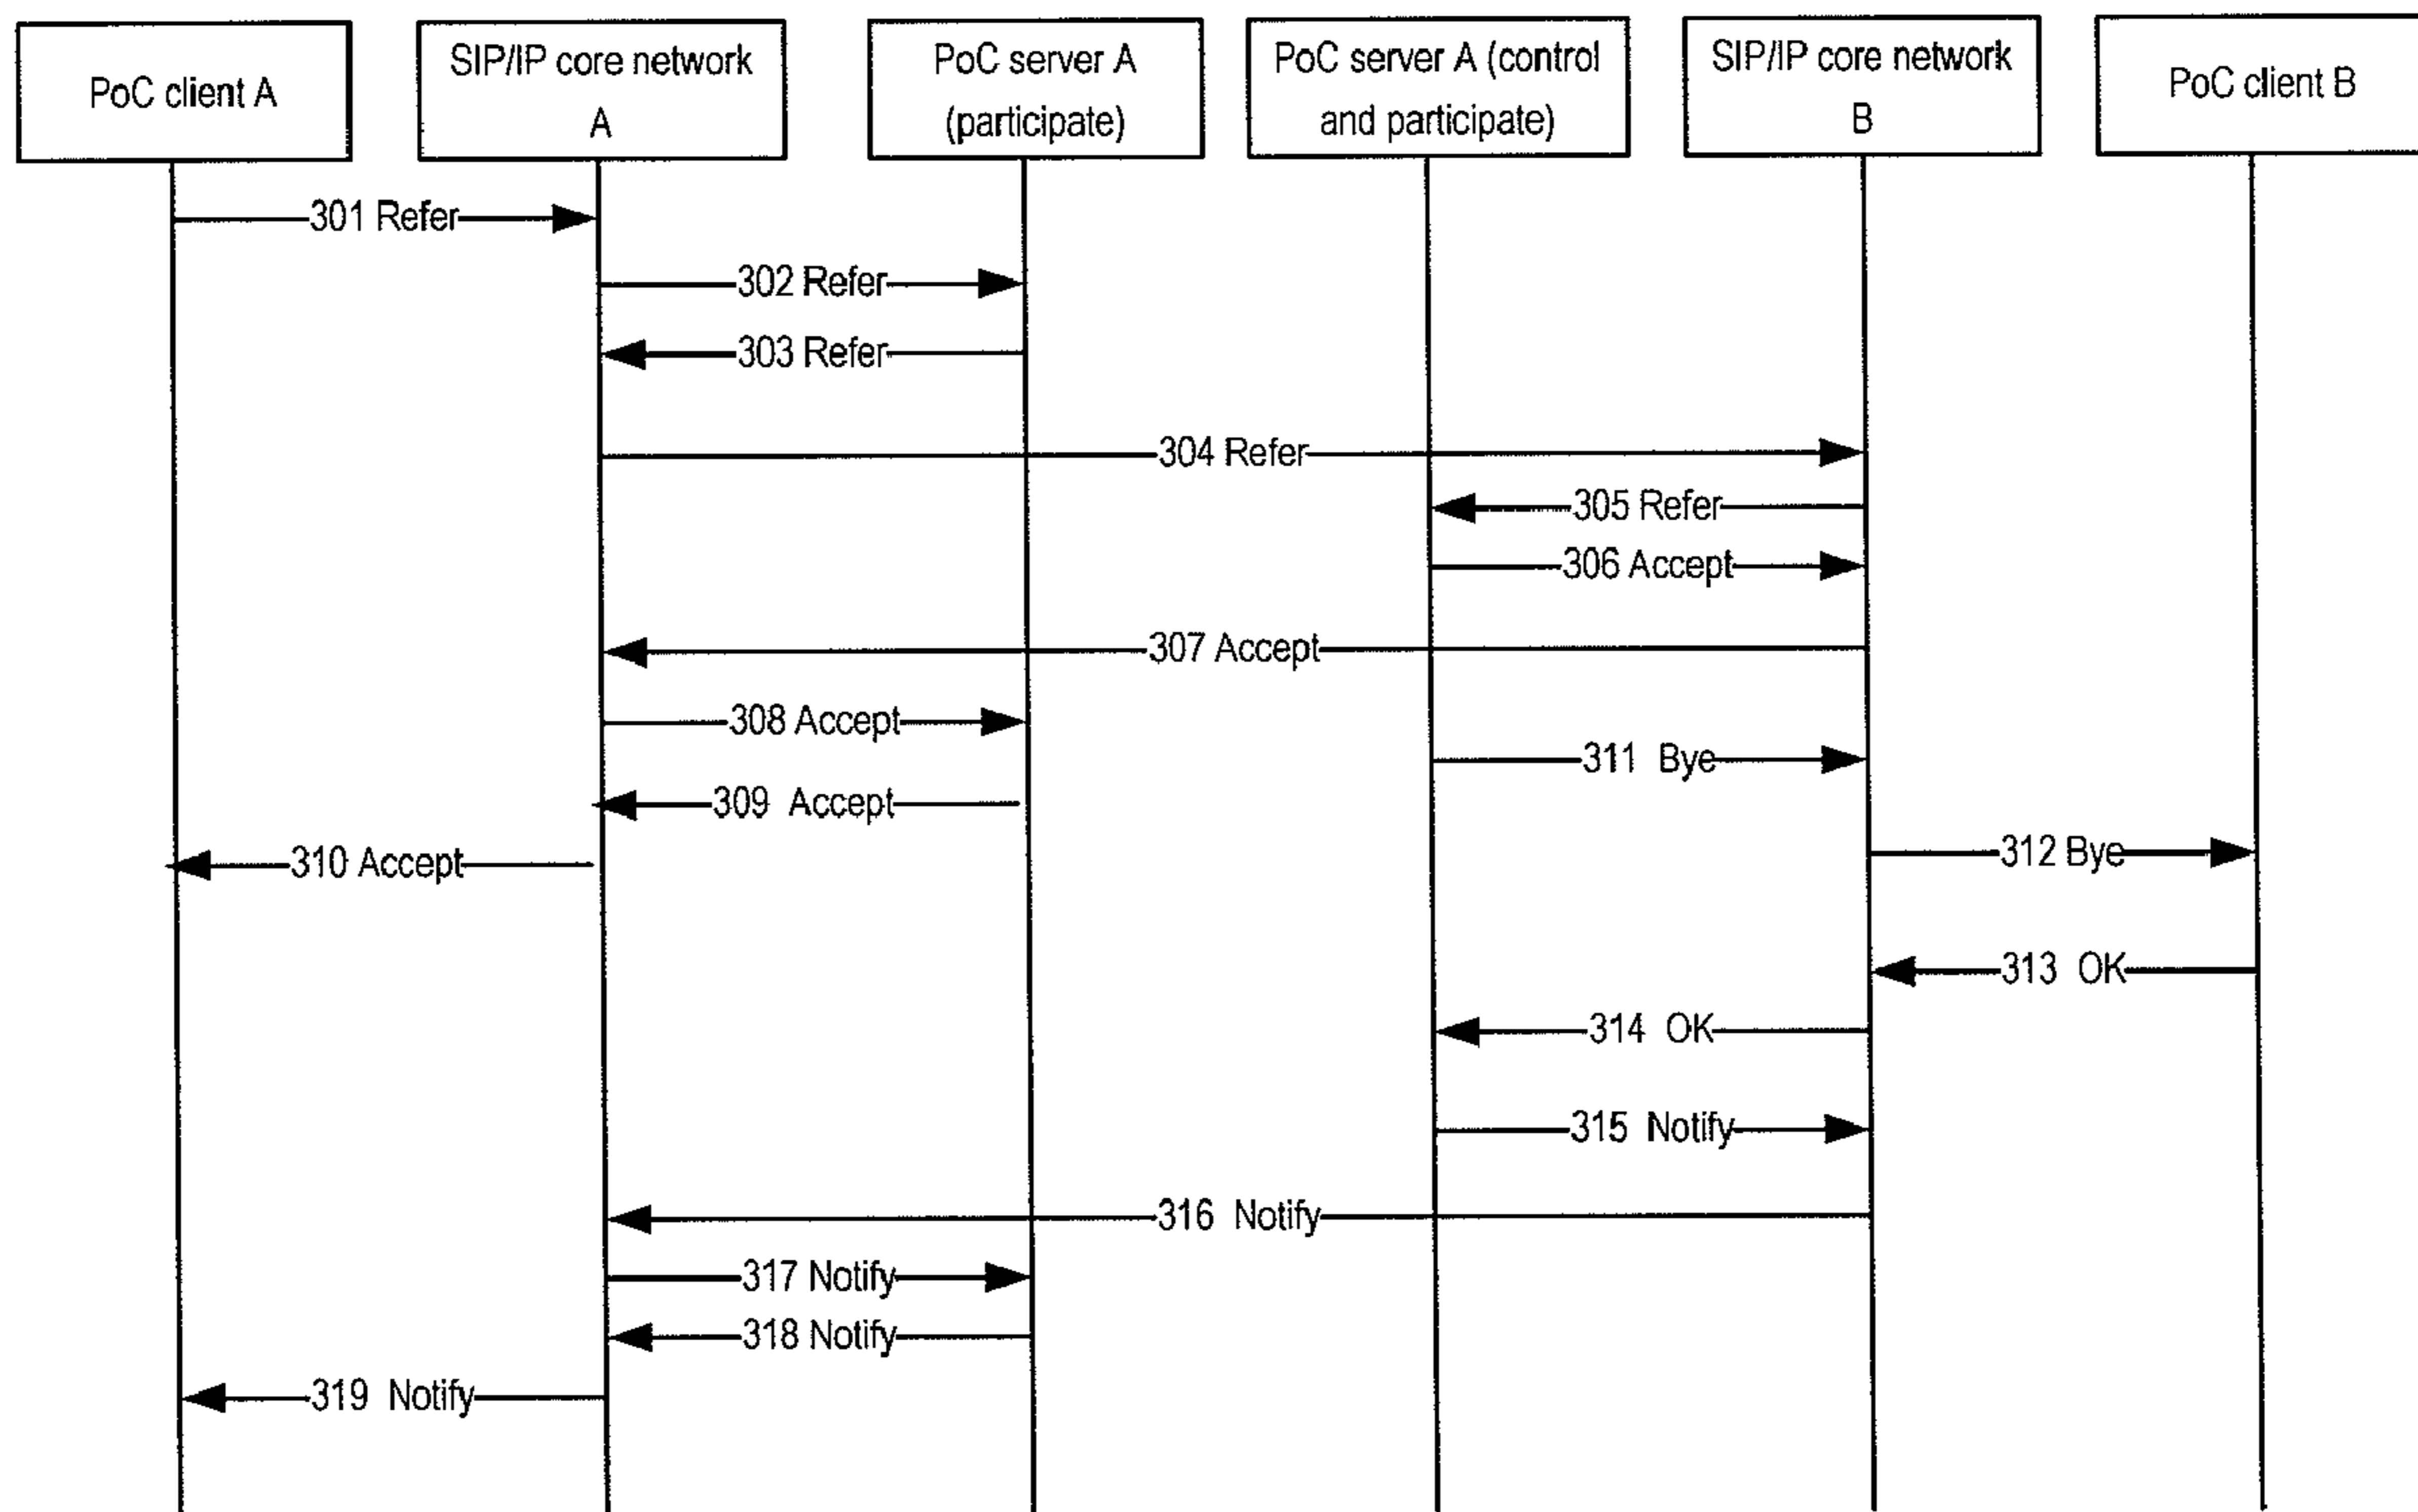 PoC client A
SIP/IP core network
A
PoC server A
(participate)
PoC server A (control
and participate)
SIP/IP core network
B
PoC client B
301 Refer
302 Refer
303 Refer
304 Refer
305 Refer
306 Accept
307 Accept
308 Accept
311 Bye
309 Accept
312 Bye
310 Accept
313 OK
314 OK
315 Notify
316 Notify
317 Notify
318 Notify
319 Notify